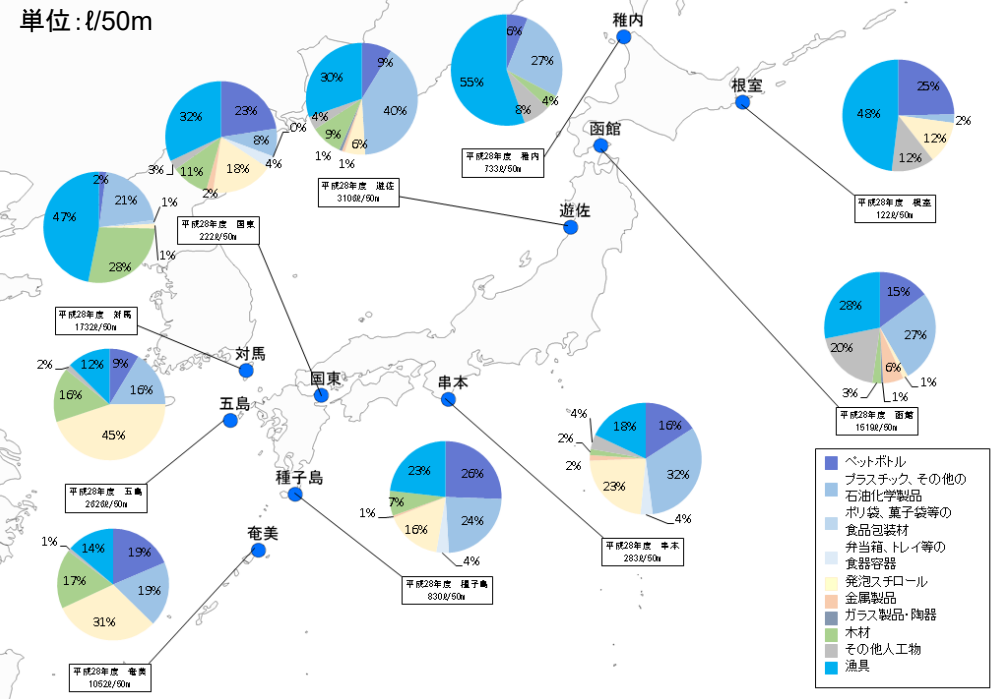 単位:ℓ/50m
稚内
根室
函館
遊佐
対馬
国東
串本
五島
種子島
奄美
6%
27%
4%
8%
55%
平成28年度 稚内
733ℓ/50m
25%
2%
12%
12%
48%
平成28年度 根室
122ℓ/50m
9%
40%
6%
1%
1%
9%
4%
30%
平成28年度 遊佐
3106ℓ/50m
23%
8%
0%
4%
18%
2%
11%
3%
32%
平成28年度 国東
222ℓ/50m
2%
21%
1%
1%
28%
47%
平成28年度 対馬
1732ℓ/50m
15%
27%
1%
6%
1%
3%
20%
28%
平成28年度 函館
1519ℓ/50m
9%
16%
45%
16%
2%
12%
平成28年度 五島
2626ℓ/50m
16%
32%
4%
23%
2%
2%
4%
18%
平成28年度 串本
283ℓ/50m
26%
24%
4%
16%
1%
7%
23%
平成28年度 種子島
830ℓ/50m
19%
19%
31%
17%
1%
14%
平成28年度 奄美
1052ℓ/50m
ペットボトル
プラスチック、その他の
石油化学製品
ポリ袋、菓子袋等の
食品包装材
弁当箱、トレイ等の
食器容器
発泡スチロール
金属製品
ガラス製品・陶器
木材
その他人工物
漁具